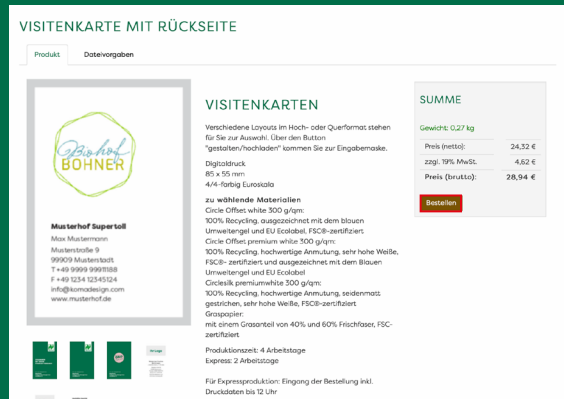 VISITENKARTE MIT RÜCKSEITE
Produkt
Dateivorgaben
Biohof
BOHNER
Musterhof Supertoll
Max Mustermann
Musterstraße 9
99909 Musterstadt
T +49 9999 9991188
F +49 1234 12345124
info@komadesign.com
www.musterhof.de
VISITENKARTEN
Verschiedene Layouts im Hoch- oder Querformat stehen
für Sie zur Auswahl. Über den Button
"gestalten/hochladen" kommen Sie zur Eingabemaske.
Digitaldruck
85 x 55 mm
4/4-farbig Euroskala
zu wählende Materialien
Circle Offset white 300 g/qm:
100% Recycling, ausgezeichnet mit dem blauen
Umweltengel und EU Ecolabel, FSC®-zertifiziert
Circle Offset premium white 300 g/qm:
100% Recycling, hochwertige Anmutung, sehr hohe Weiße,
FSC®- zertifiziert und ausgezeichnet mit dem Blauen
Umweltengel und EU Ecolabel
Circlesilk premiumwhite 300 g/qm:
100% Recycling, hochwertige Anmutung, seidenmatt
gestrichen, sehr hohe Weiße, FSC®-zertifiziert
Graspapier:
mit einem Grasanteil von 40% und 60% Frischfaser, FSC-
zertifiziert
Produktionszeit: 4 Arbeitstage
Express: 2 Arbeitstage
Für Expressproduktion: Eingang der Bestellung inkl.
Druckdaten bis 12 Uhr
SUMME
Gewicht: 0,27 kg
Preis (netto): 24,32 €
zzgl. 19% MwSt. 4,62 €
Preis (brutto): 28,94 €
Bestellen